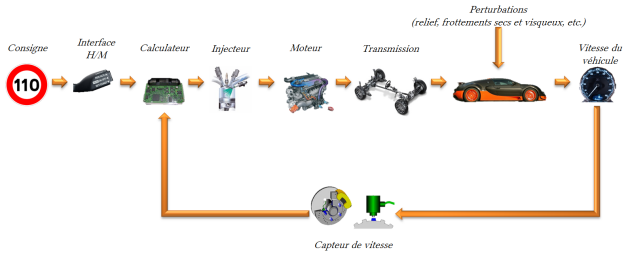 Perturbations
(relief, frottements secs et visqueux, etc.)
Consigne
Interface
H/M
Calculateur
Injecteur
Moteur
Transmission
Vitesse du
véhicule
110
Capteur de vitesse